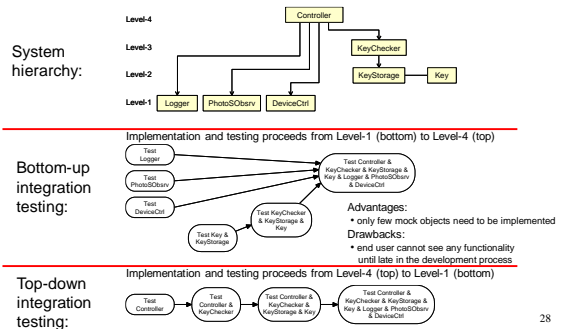 System
hierarchy:
Level-4
Controller
Level-3
KeyChecker
Level-2
KeyStorage
Key
Level-1
Logger
PhotoSObsrv
DeviceCtrl
Implementation and testing proceeds from Level-1 (bottom) to Level-4 (top)
Bottom-up
integration
testing:
Test
Logger
Test
PhotoSObsrv
Test
DeviceCtrl
Test Key &
KeyStorage
Test KeyChecker
& KeyStorage &
Key
Test Controller &
KeyChecker & KeyStorage &
Key & Logger & PhotoSObsrv
& DeviceCtrl
Advantages:
• only few mock objects need to be implemented
Drawbacks:
• end user cannot see any functionality
until late in the development process
Implementation and testing proceeds from Level-4 (top) to Level-1 (bottom)
Top-down
integration
testing:
Test
Controller
Test
Controller &
KeyChecker
Test Controller &
KeyChecker &
KeyStorage & Key
Test Controller &
KeyChecker & KeyStorage &
Key & Logger & PhotoSObsrv
& DeviceCtrl
28